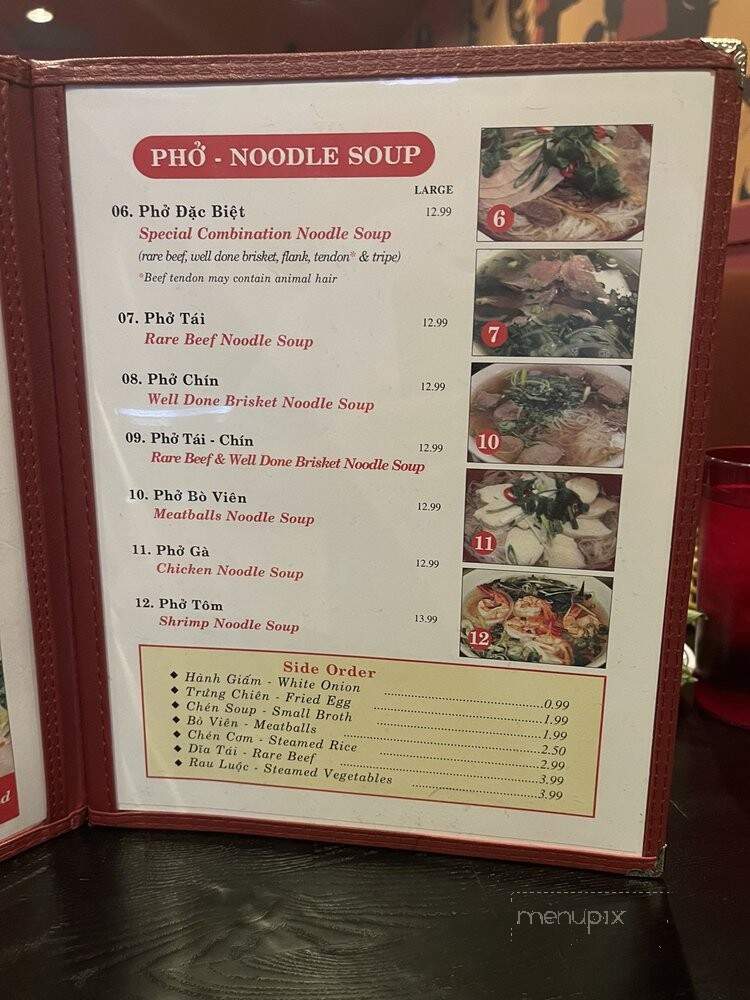 PHỞ - NOODLE SOUP
LARGE
06. Phở Đặc Biệt 12.99
Special Combination Noodle Soup
(rare beef, well done brisket, flank, tendon* & tripe)
*Beef tendon may contain animal hair
07. Phở Tái 12.99
Rare Beef Noodle Soup
08. Phở Chín 12.99
Well Done Brisket Noodle Soup
09. Phở Tái - Chín 12.99
Rare Beef & Well Done Brisket Noodle Soup
10. Phở Bò Viên 12.99
Meatballs Noodle Soup
11. Phở Gà 12.99
Chicken Noodle Soup
12. Phở Tôm 13.99
Shrimp Noodle Soup
6
7
10
11
12
Side Order
Hành Giấm - White Onion 0.99
Trứng Chiên - Fried Egg 1.99
Chén Soup - Small Broth 1.99
Bò Viên - Meatballs 2.50
Chén Cơm - Steamed Rice 2.99
Dĩa Tái - Rare Beef 3.99
Rau Luộc - Steamed Vegetables 3.99
menupix